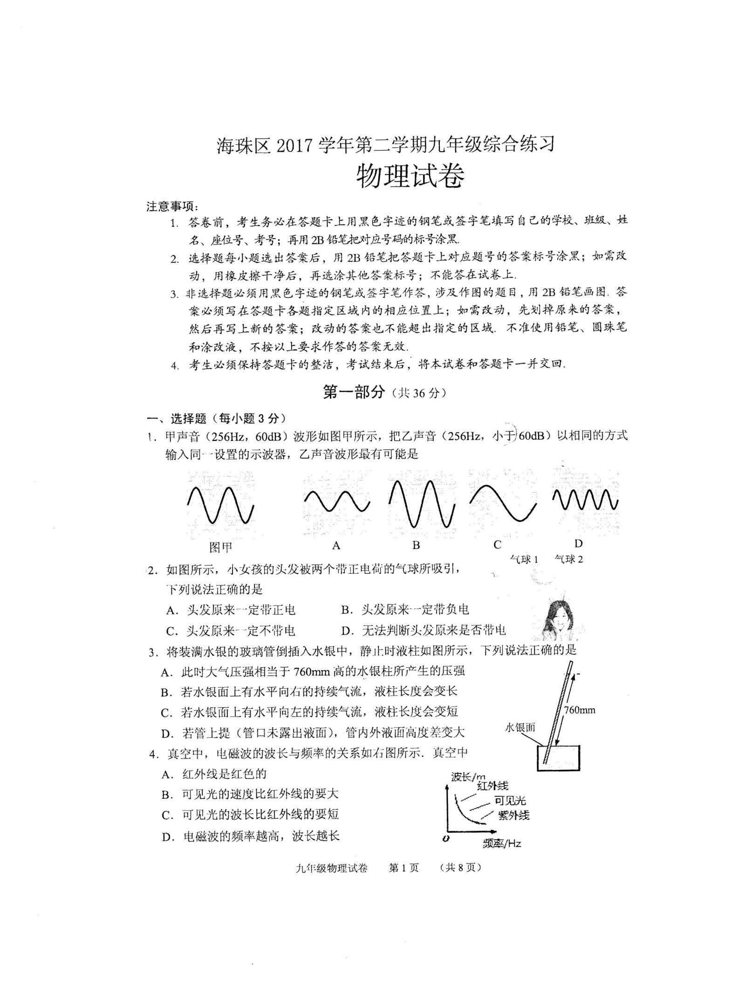 海珠区 2017 学年第二学期九年级综合练习
物理试卷
注意事项：
1. 答卷前，考生务必在答题卡上用黑色字迹的钢笔或签字笔填写自己的学校、班级、姓
名、座位号、考号；再用 2B 铅笔把对应号码的标号涂黑.
2. 选择题每小题选出答案后，用 2B 铅笔把答题卡上对应题号的答案标号涂黑；如需改
动，用橡皮擦干净后，再选涂其他答案标号；不能答在试卷上.
3. 非选择题必须用黑色字迹的钢笔或签字笔作答，涉及作图的题目，用 2B 铅笔画图. 答
案必须写在答题卡各题指定区域内的相应位置上；如需改动，先划掉原来的答案，
然后再写上新的答案；改动的答案也不能超出指定的区域. 不准使用铅笔、圆珠笔
和涂改液，不按以上要求作答的答案无效.
4. 考生必须保持答题卡的整洁，考试结束后，将本试卷和答题卡一并交回.
第一部分（共 36 分）
一、选择题（每小题 3 分）
1. 甲声音（256Hz，60dB）波形如图甲所示，把乙声音（256Hz，小于 60dB）以相同的方式
输入同一设置的示波器，乙声音波形最有可能是
图甲 A B C D
气球 1 气球 2
2. 如图所示，小女孩的头发被两个带正电荷的气球所吸引，
下列说法正确的是
A. 头发原来一定带正电 B. 头发原来一定带负电
C. 头发原来一定不带电 D. 无法判断头发原来是否带电
3. 将装满水银的玻璃管倒插入水银中，静止时液柱如图所示，下列说法正确的是
A. 此时大气压强相当于 760mm 高的水银柱所产生的压强
B. 若水银面上有水平向右的持续气流，液柱长度会变长
C. 若水银面上有水平向左的持续气流，液柱长度会变短
D. 若管上提（管口未露出液面），管内外液面高度差变大
760mm
水银面
4. 真空中，电磁波的波长与频率的关系如右图所示．真空中
A. 红外线是红色的
B. 可见光的速度比红外线的要大
C. 可见光的波长比红外线的要短
D. 电磁波的频率越高，波长越长
波长/m
红外线
可见光
紫外线
O
频率/Hz
九年级物理试卷 第 1 页 （共 8 页）